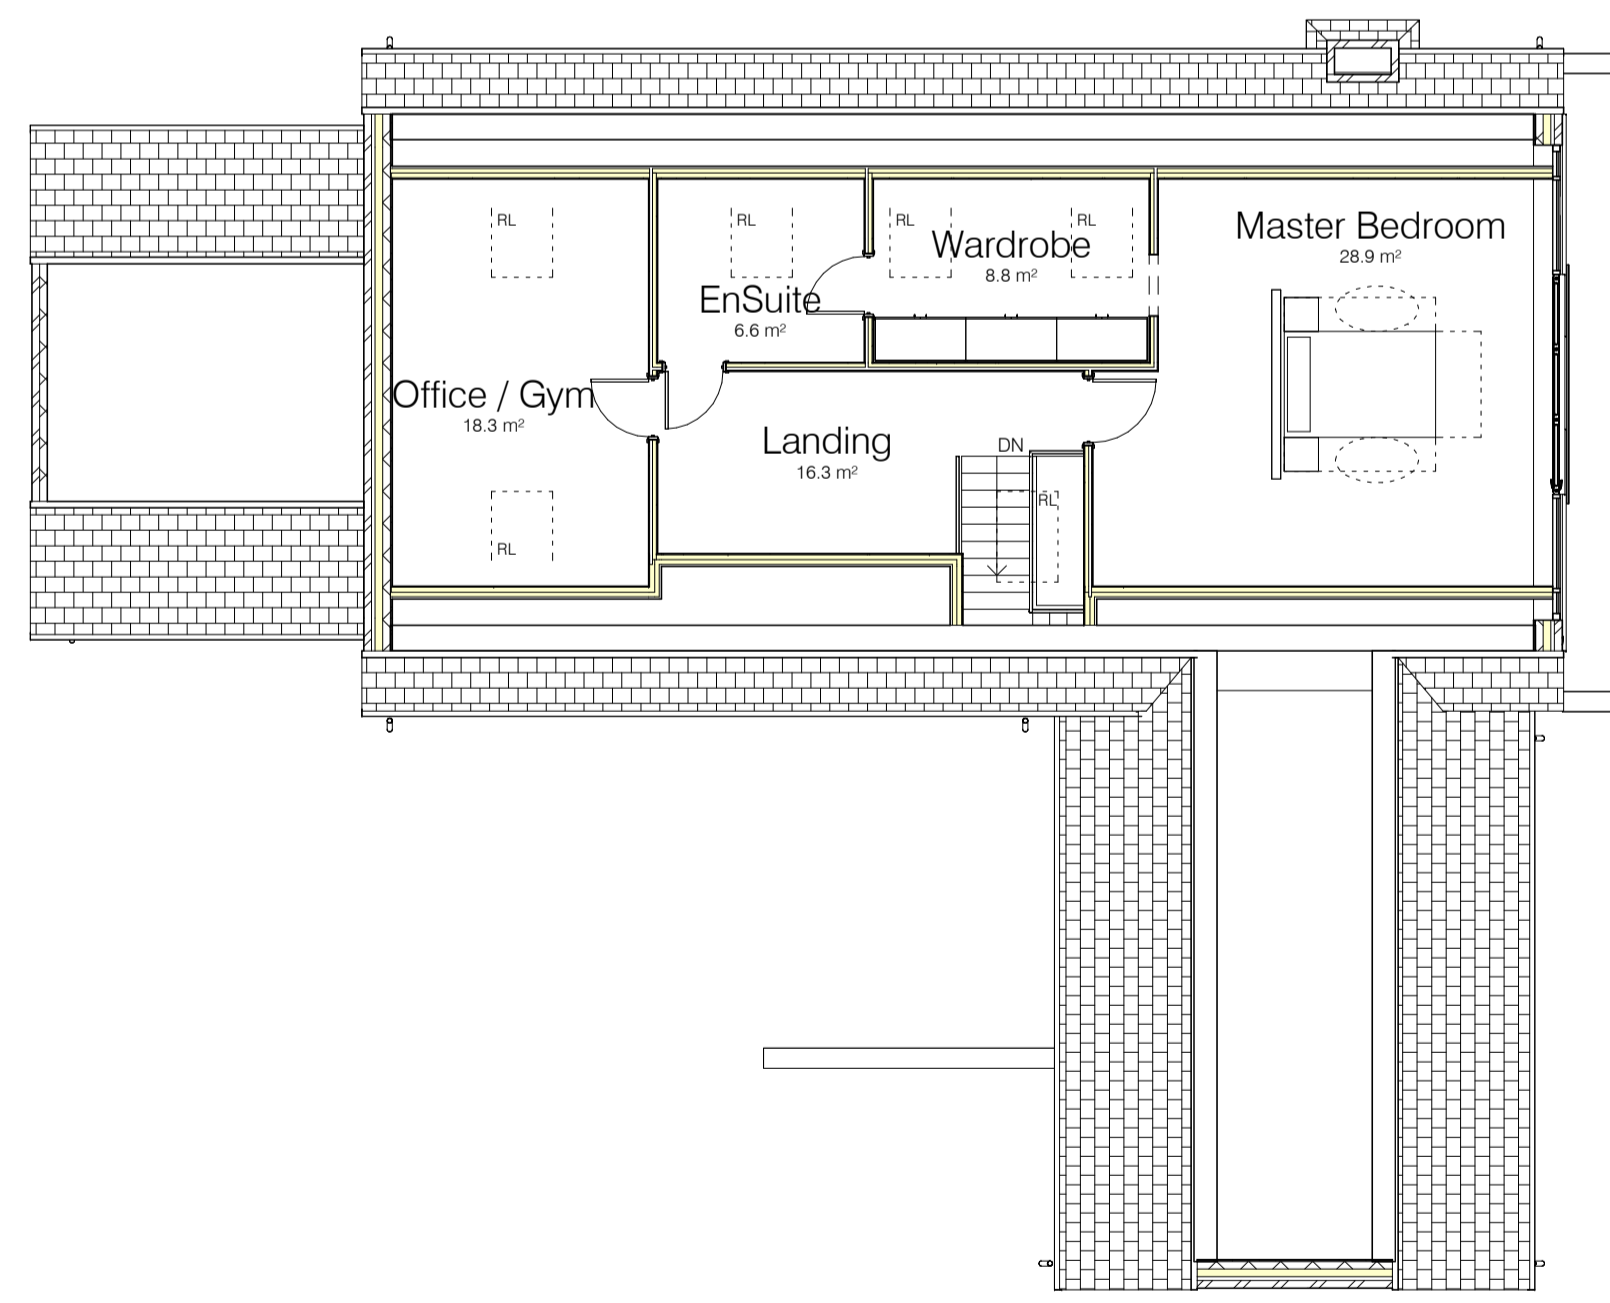 RL
RL
RL
RL
Master Bedroom
28.9 m²
Wardrobe
8.8 m²
EnSuite
6.6 m²
Office / Gym
18.3 m²
Landing
16.3 m²
DN
RL
RL